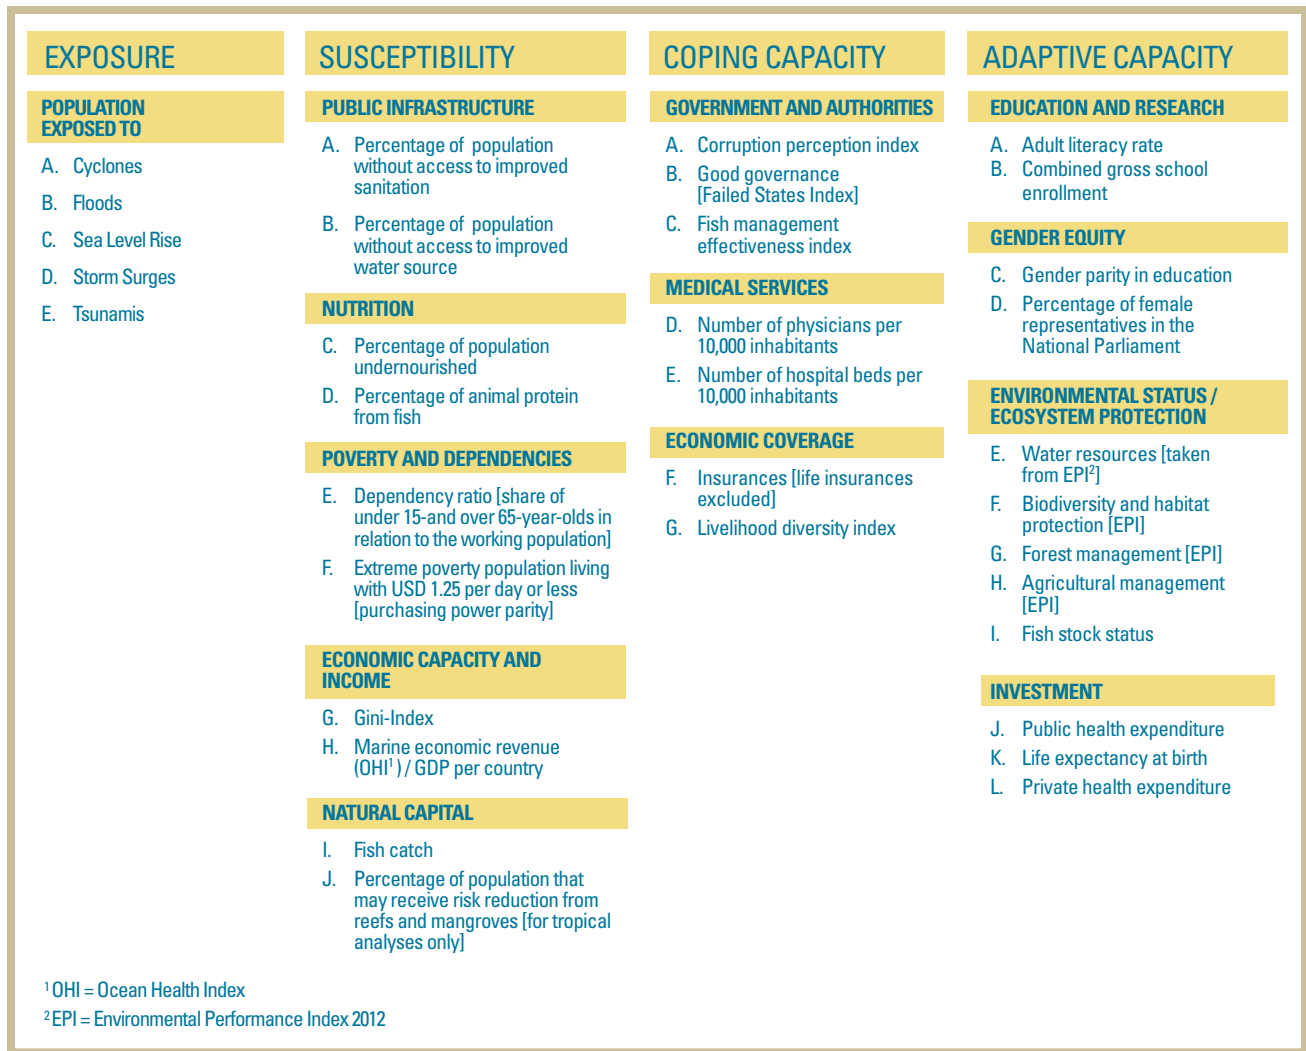 EXPOSURE
POPULATION
EXPOSED TO
A. Cyclones
B. Floods
C. Sea Level Rise
D. Storm Surges
E. Tsunamis
SUSCEPTIBILITY
PUBLIC INFRASTRUCTURE
A. Percentage of population
without access to improved
sanitation
B. Percentage of population
without access to improved
water source
NUTRITION
C. Percentage of population
undernourished
D. Percentage of animal protein
from fish
POVERTY AND DEPENDENCIES
E. Dependency ratio [share of
under 15-and over 65-year-olds in
relation to the working population]
F. Extreme poverty population living
with USD 1.25 per day or less
[purchasing power parity]
ECONOMIC CAPACITY AND
INCOME
G. Gini-Index
H. Marine economic revenue
(OHI¹ ) / GDP per country
NATURAL CAPITAL
I. Fish catch
J. Percentage of population that
may receive risk reduction from
reefs and mangroves [for tropical
analyses only]
COPING CAPACITY
GOVERNMENT AND AUTHORITIES
A. Corruption perception index
B. Good governance
[Failed States Index]
C. Fish management
effectiveness index
MEDICAL SERVICES
D. Number of physicians per
10,000 inhabitants
E. Number of hospital beds per
10,000 inhabitants
ECONOMIC COVERAGE
F. Insurances [life insurances
excluded]
G. Livelihood diversity index
ADAPTIVE CAPACITY
EDUCATION AND RESEARCH
A. Adult literacy rate
B. Combined gross school
enrollment
GENDER EQUITY
C. Gender parity in education
D. Percentage of female
representatives in the
National Parliament
ENVIRONMENTAL STATUS /
ECOSYSTEM PROTECTION
E. Water resources [taken
from EPI²]
F. Biodiversity and habitat
protection [EPI]
G. Forest management [EPI]
H. Agricultural management
[EPI]
I. Fish stock status
INVESTMENT
J. Public health expenditure
K. Life expectancy at birth
L. Private health expenditure
¹ OHI = Ocean Health Index
² EPI = Environmental Performance Index 2012